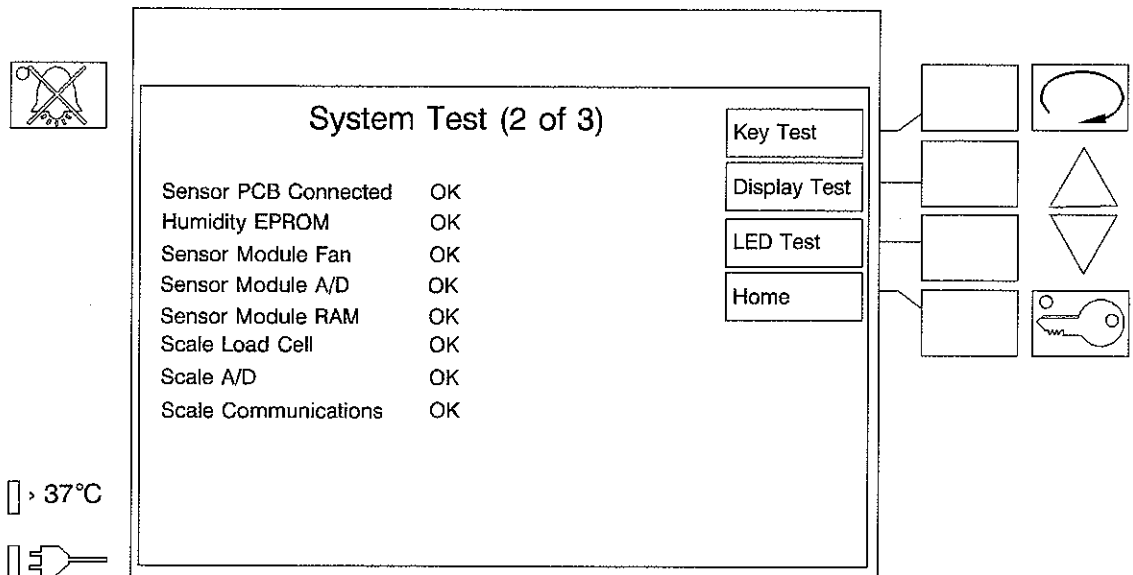 System Test (2 of 3)
Sensor PCB Connected OK
Humidity EPROM OK
Sensor Module Fan OK
Sensor Module A/D OK
Sensor Module RAM OK
Scale Load Cell OK
Scale A/D OK
Scale Communications OK
Key Test
Display Test
LED Test
Home
› 37°C